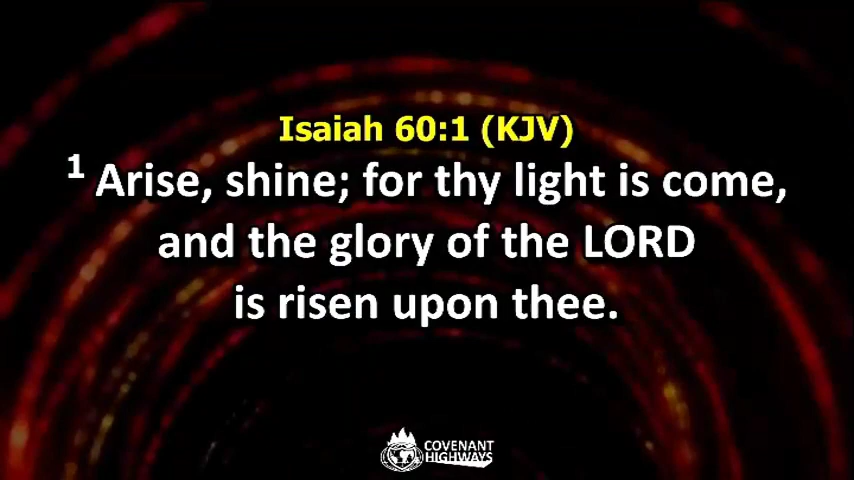 Isaiah 60:1 (KJV)
1 Arise, shine; for thy light is come,
and the glory of the LORD
is risen upon thee.
COVENANT
HIGHWAYS